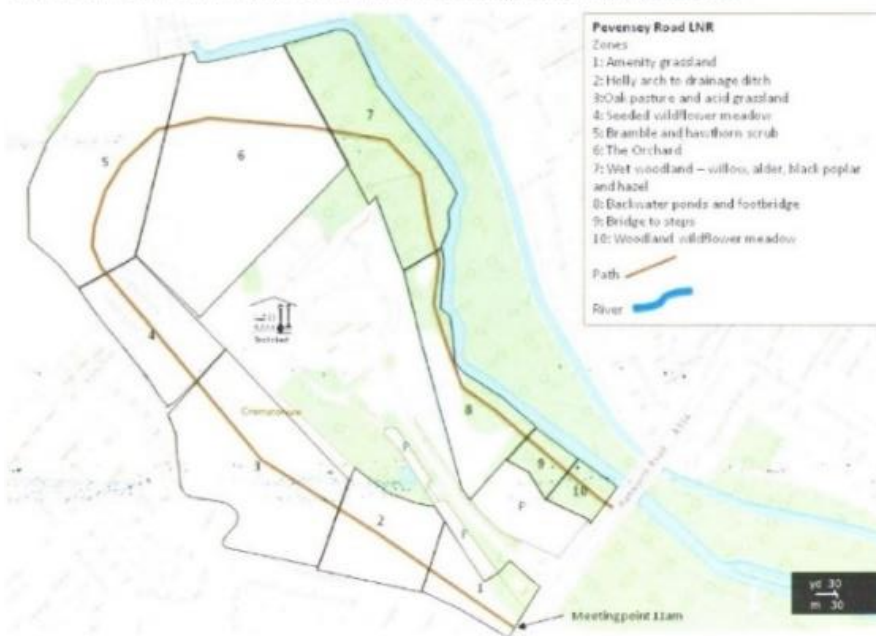 Pevensey Road LNR
Zones
1: Amenity grassland
2: Holly arch to drainage ditch
3:Oak pasture and acid grassland
4: Seeded wildflower meadow
5: Bramble and hawthorn scrub
6: The Orchard
7: Wet woodland – willow, alder, black poplar
and hazel
8: Backwater ponds and footbridge
9: Bridge to steps
10: Woodland wildflower meadow
Path
River
7
5
6
4
8
Crematorium
3
9
10
P
P
2
P
1
yd 30
m 30
Meeting point 11am